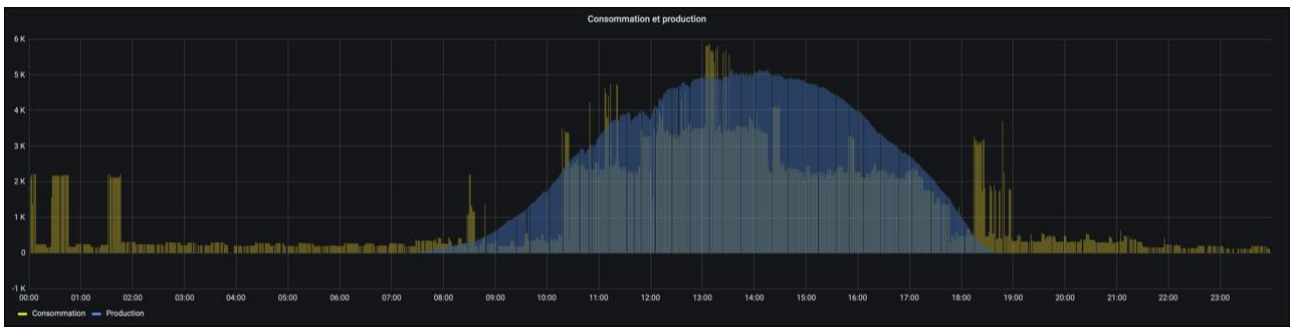 Consommation et production
6 K
5 K
4 K
3 K
2 K
1 K
0
-1 K
00:00 01:00 02:00 03:00 04:00 05:00 06:00 07:00 08:00 09:00 10:00 11:00 12:00 13:00 14:00 15:00 16:00 17:00 18:00 19:00 20:00 21:00 22:00 23:00
Consommation Production